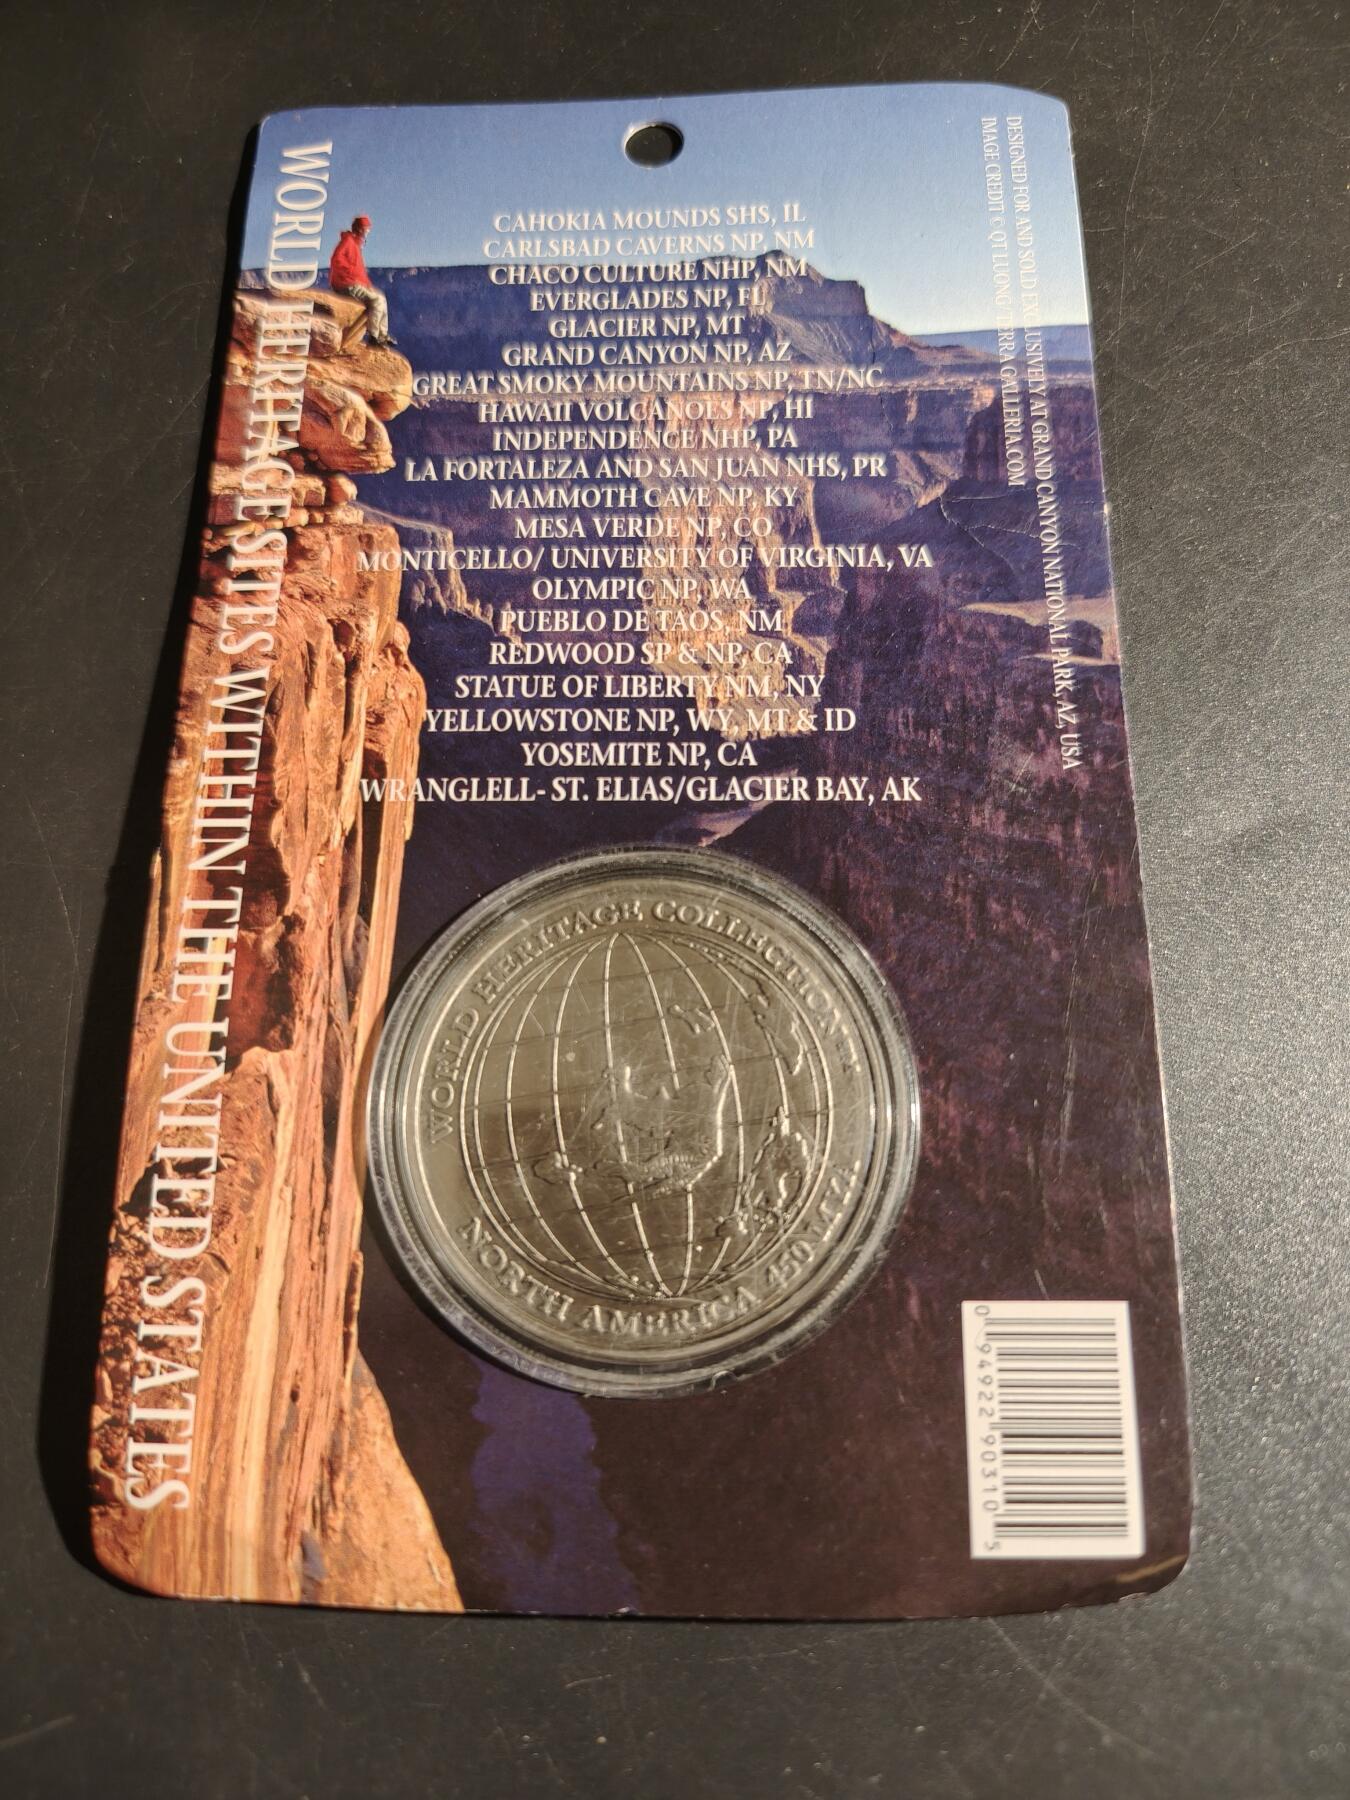 CAHOKIA MOUNDS SHS, IL
CARLSBAD CAVERNS NP, NM
CHACO CULTURE NHP, NM
EVERGLADES NP, FL
GLACIER NP, MT
GRAND CANYON NP, AZ
GREAT SMOKY MOUNTAINS NP, TN/NC
HAWAII VOLCANOES NP, HI
INDEPENDENCE NHP, PA
LA FORTALEZA AND SAN JUAN NHS, PR
MAMMOTH CAVE NP, KY
MESA VERDE NP, CO
MONTICELLO/ UNIVERSITY OF VIRGINIA, VA
OLYMPIC NP, WA
PUEBLO DE TAOS, NM
REDWOOD SP & NP, CA
STATUE OF LIBERTY NM, NY
YELLOWSTONE NP, WY, MT & ID
YOSEMITE NP, CA
WRANGLELL- ST. ELIAS/GLACIER BAY, AK
WORLD HERITAGE SITES WITHIN THE UNITED STATES
DESIGNED FOR AND SOLD EXCLUSIVELY AT GRAND CANYON NATIONAL PARK, AZ, USA
IMAGE CREDIT © QT LUONG/TERRA GALLERIA.COM
WORLD HERITAGE COLLECTION
NORTH AMERICA
0 94922 90310 5